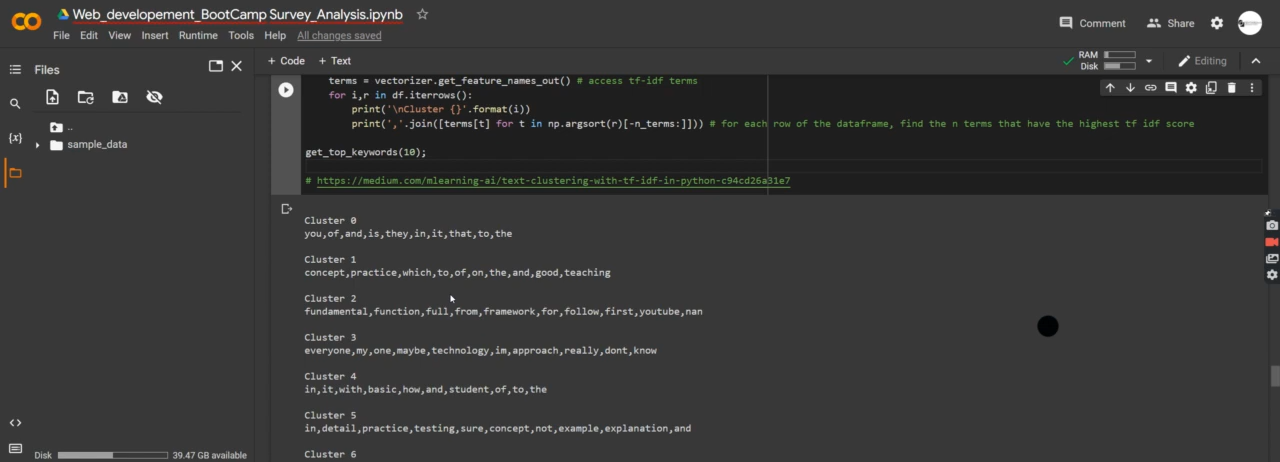 Web_developement_BootCamp Survey_Analysis.ipynb
File Edit View Insert Runtime Tools Help All changes saved
Comment Share
Files
+ Code + Text
RAM
Disk
Editing
..
sample_data
{x}
terms = vectorizer.get_feature_names_out() # access tf-idf terms
for i,r in df.iterrows():
print('\nCluster {}'.format(i))
print(','.join([terms[t] for t in np.argsort(r)[-n_terms:]])) # for each row of the dataframe, find the n terms that have the highest tf idf score
get_top_keywords(10);
# https://medium.com/mlearning-ai/text-clustering-with-tf-idf-in-python-c94cd26a31e7
Cluster 0
you,of,and,is,they,in,it,that,to,the
Cluster 1
concept,practice,which,to,of,on,the,and,good,teaching
Cluster 2
fundamental,function,full,from,framework,for,follow,first,youtube,nan
Cluster 3
everyone,my,one,maybe,technology,im,approach,really,dont,know
Cluster 4
in,it,with,basic,how,and,student,of,to,the
Cluster 5
in,detail,practice,testing,sure,concept,not,example,explanation,and
Cluster 6
Disk 39.47 GB available